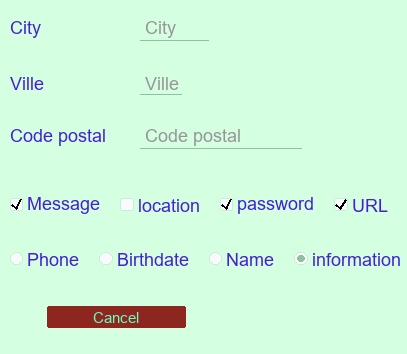 City City
Ville Ville
Code postal Code postal
Message location password URL
Phone Birthdate Name information
Cancel